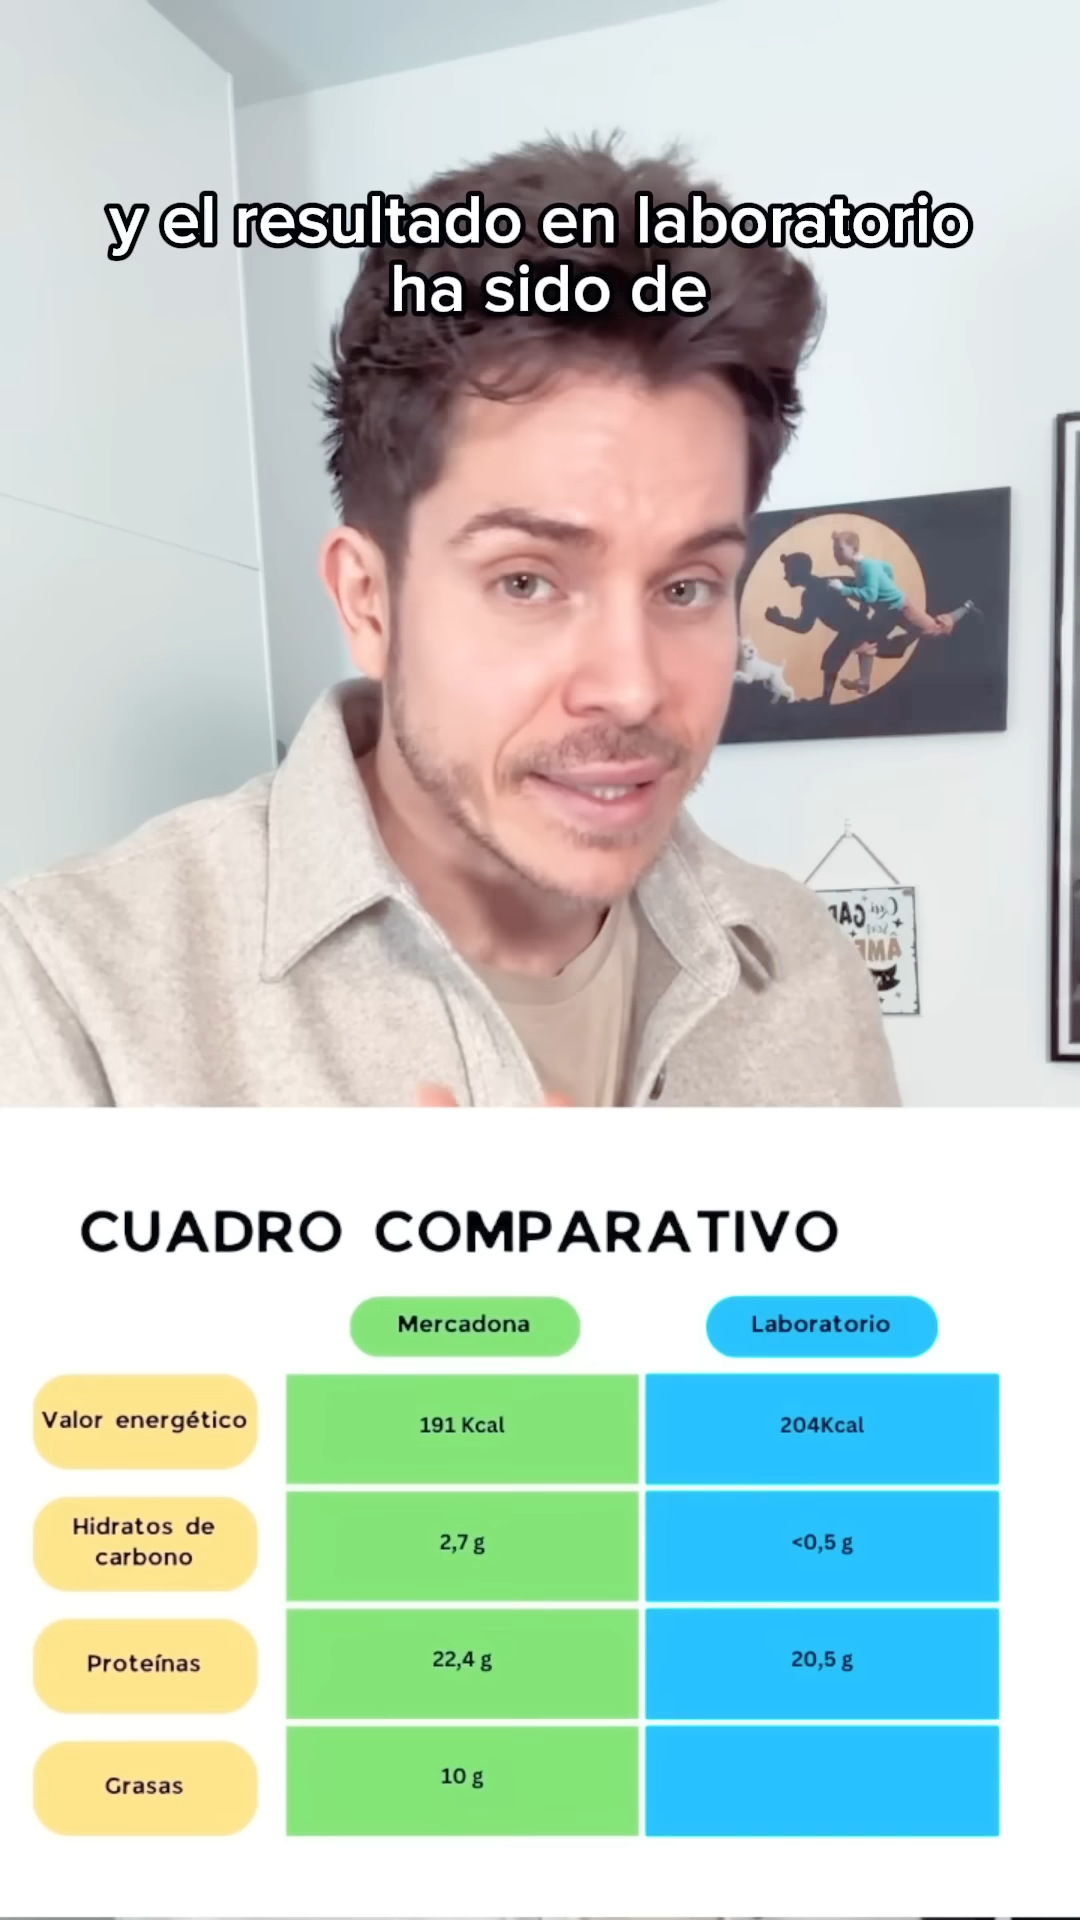 y el resultado en laboratorio
ha sido de
CUADRO COMPARATIVO
Mercadona
Laboratorio
Valor energético
191 Kcal
204Kcal
Hidratos de
carbono
2,7 g
<0,5 g
Proteínas
22,4 g
20,5 g
Grasas
10 g